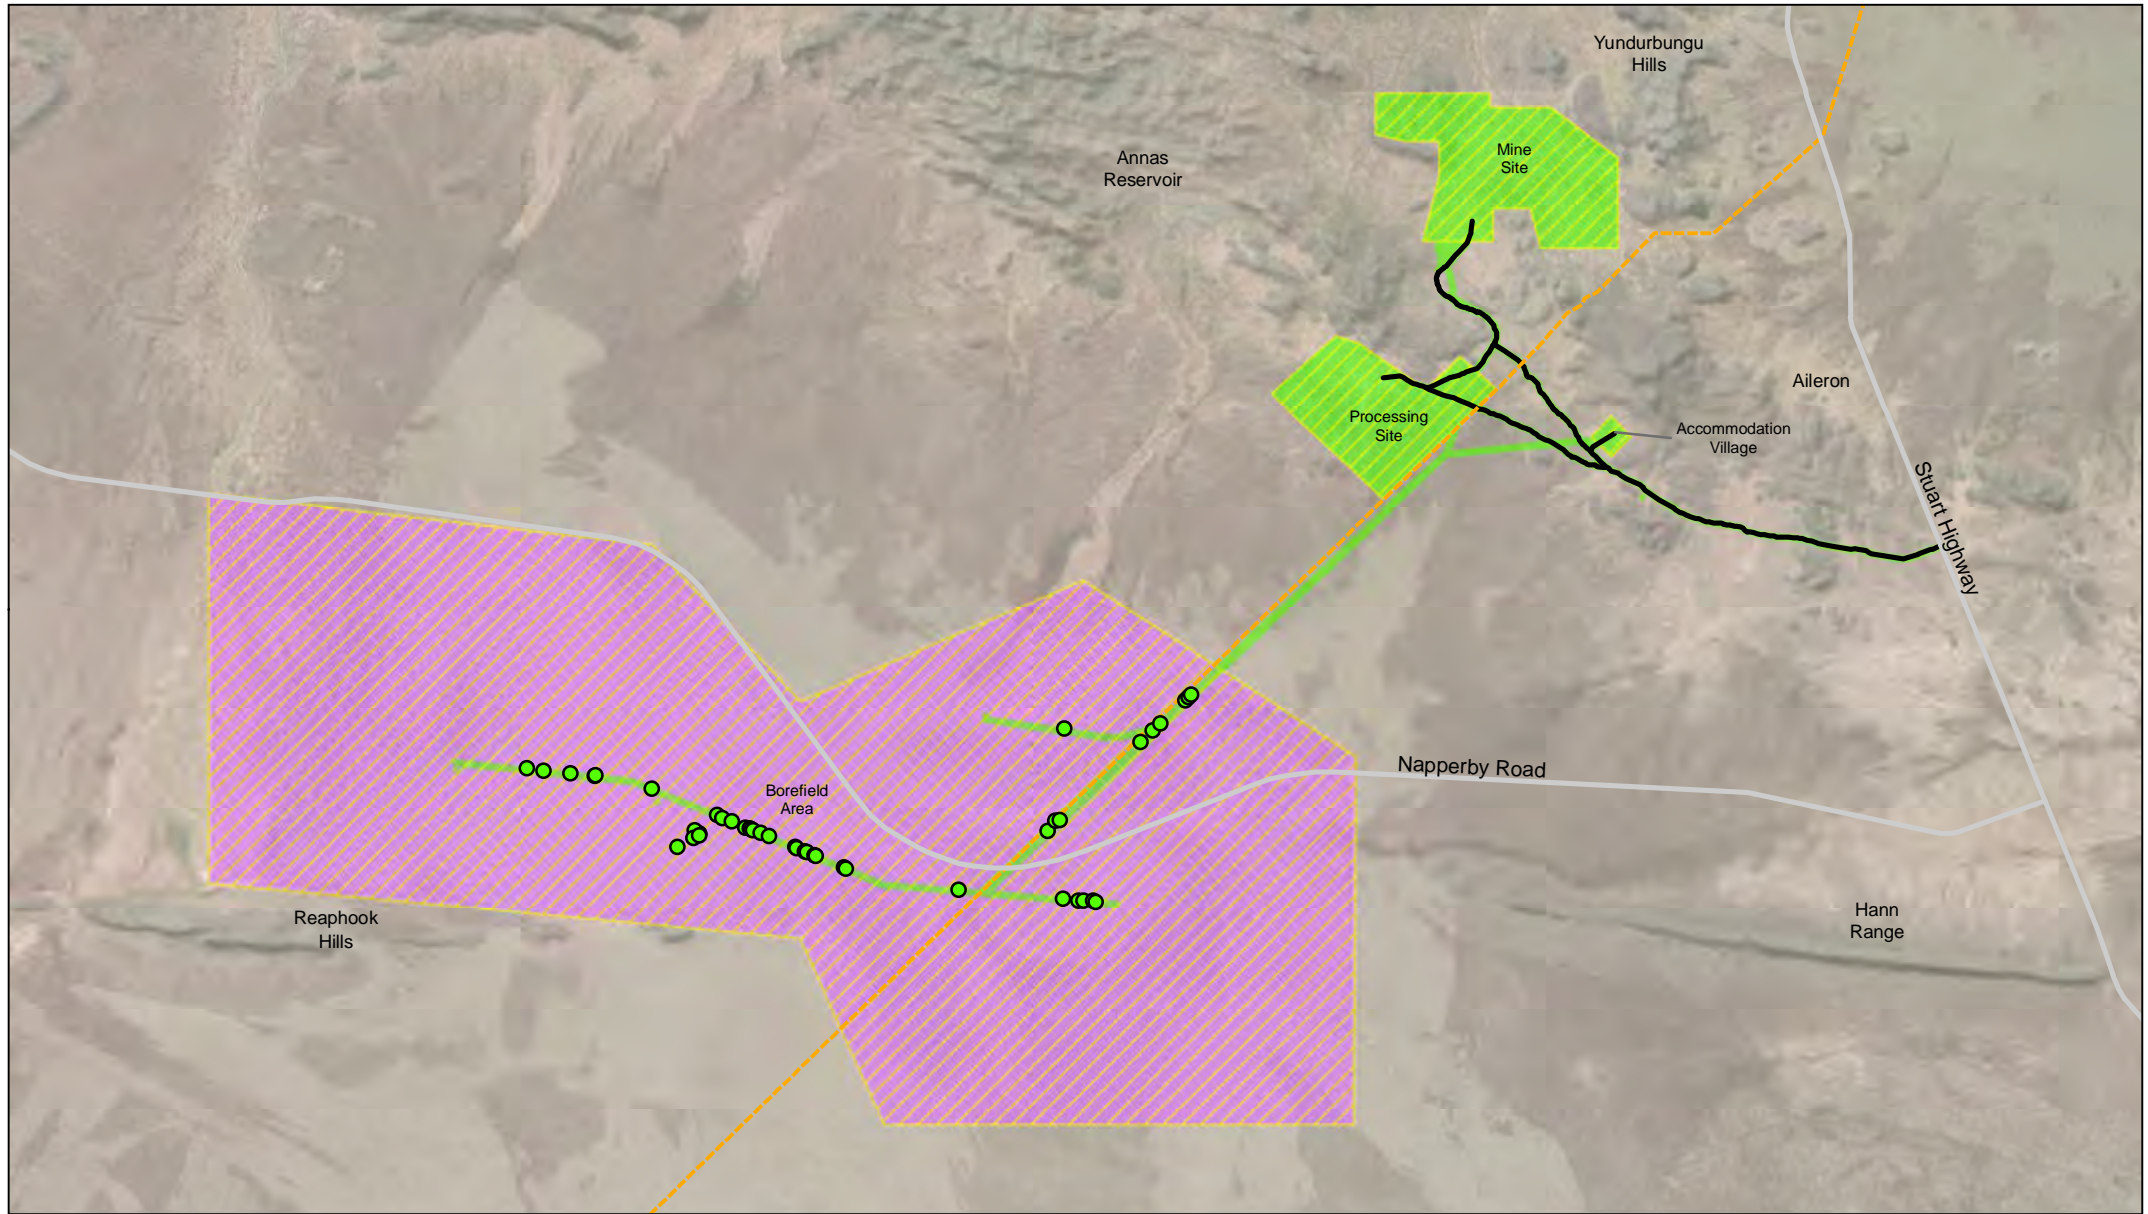 Yundurbungu
Hills
Mine
Site
Annas
Reservoir
Aileron
Processing
Site
Accommodation
Village
Stuart Highway
Napperby Road
Borefield
Area
Reaphook
Hills
Hann
Range